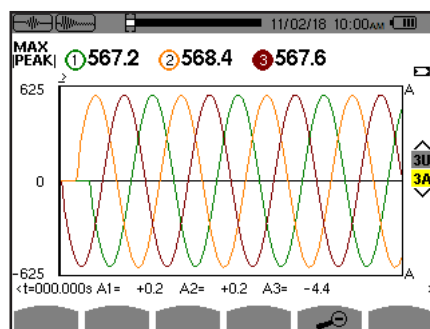 11/02/18 10:00AM
MAX
|PEAK| 1 567.2 2 568.4 3 567.6
625 A
0
3U
3A
-625 A
<t=000.000s A1= +0.2 A2= +0.2 A3= -4.4 >